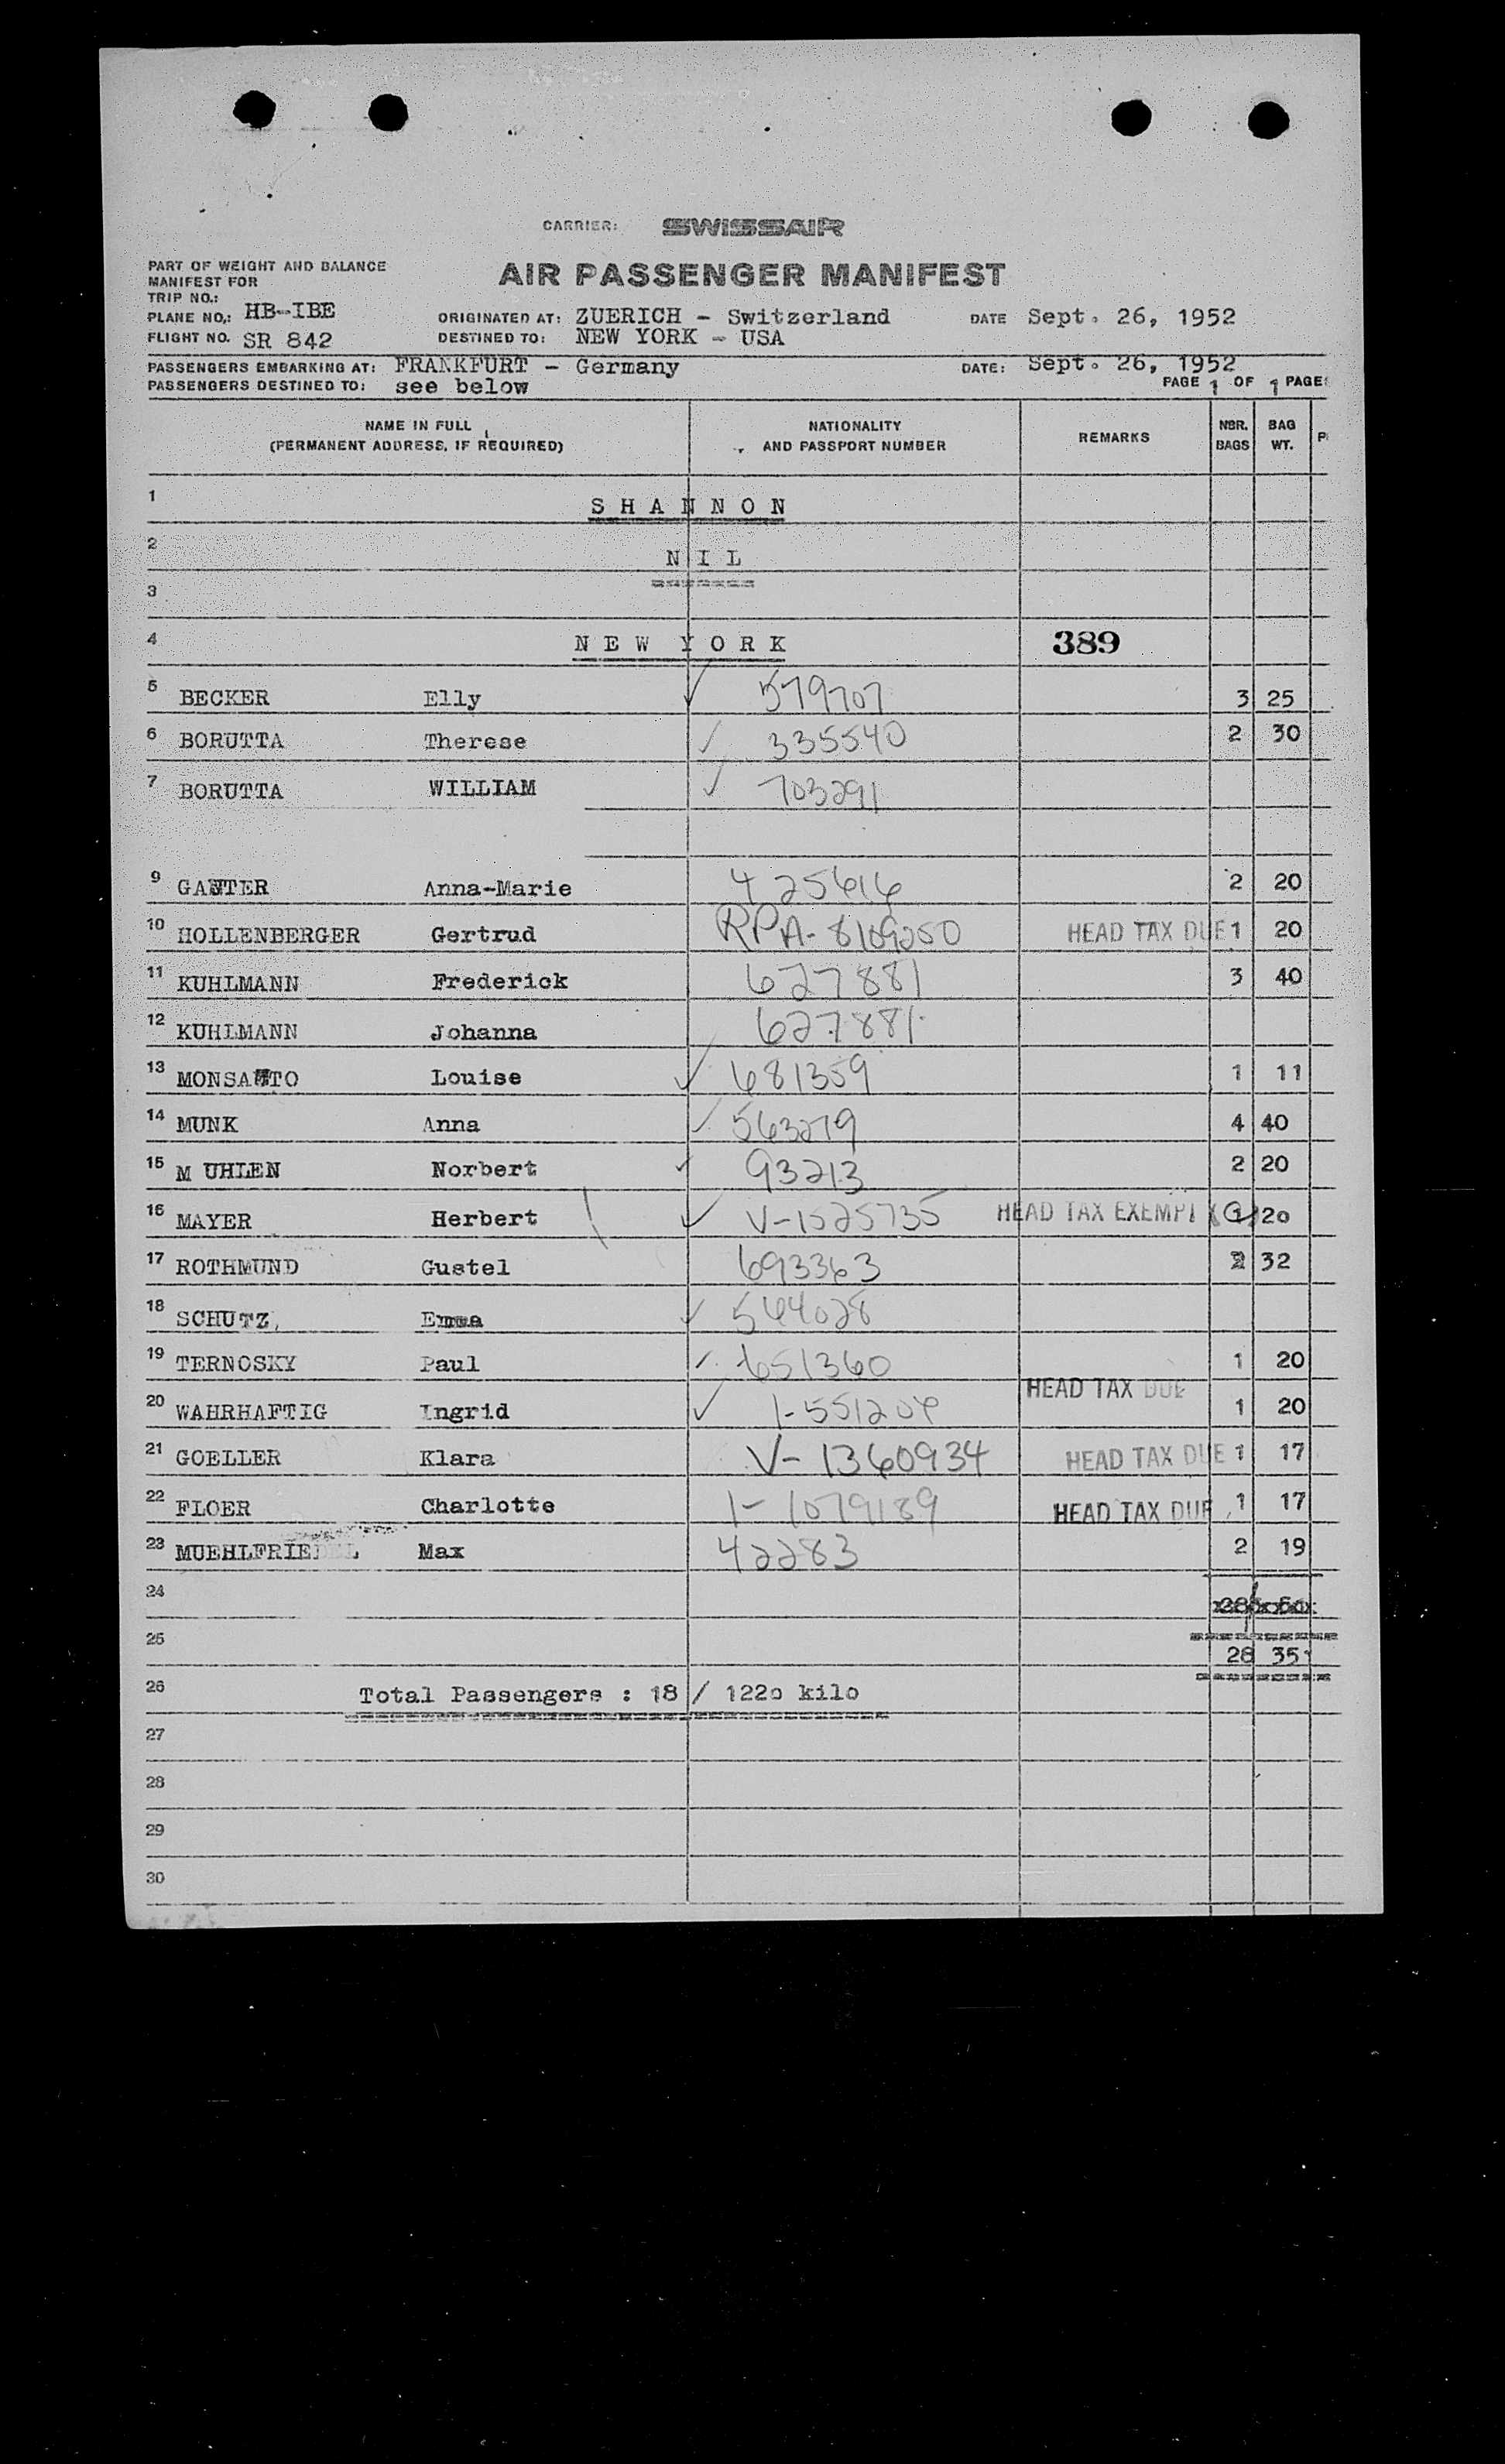 CARRIER: SWISSAIR
PART OF WEIGHT AND BALANCE
MANIFEST FOR
AIR PASSENGER MANIFEST
TRIP NO.:
PLANE NO.: HB-IBE ORIGINATED AT: ZUERICH - Switzerland DATE Sept. 26, 1952
FLIGHT NO. SR 842 DESTINED TO: NEW YORK - USA
PASSENGERS EMBARKING AT: FRANKFURT - Germany DATE: Sept. 26, 1952
PASSENGERS DESTINED TO: see below PAGE 1 OF 1 PAGES
NAME IN FULL NATIONALITY REMARKS NBR. BAG
(PERMANENT ADDRESS, IF REQUIRED) AND PASSPORT NUMBER BAGS WT. P
1 SHANNON
2 NIL
3
4 NEW YORK 389
5 BECKER Elly 579707 3 25
6 BORUTTA Therese 335540 2 30
7 BORUTTA WILLIAM 703291
9 Anna-Marie 425616 2 20
10 HOLLENBERGER Gertrud RPA-8109250 HEAD TAX DUE 1 20
11 KUHLMANN Frederick 627881 3 40
12 KUHLMANN Johanna 627881
13 Louise 681359 1 11
14 MUNK Anna 563279 4 40
15 M UHLEN Norbert 93213 2 20
16 MAYER Herbert V-1525735 HEAD TAX EXEMPT 1 20
17 ROTHMUND Gustel 693363 2 32
18 SCHUTZ, Emma 544028
19 TERNOSKY Paul 651360 1 20
HEAD TAX DUE
20 WAHRHAFTIG Ingrid 1 20
21 GOELLER Klara V-1360934 HEAD TAX DUE 1 17
22 FLOER Charlotte I-1079189 HEAD TAX DUE 1 17
23 MUEHLFRIEDEL Max 42283 2 19
24
25 28 351
26 Total Passengers : 18 / 1220 kilo
27
28
29
30